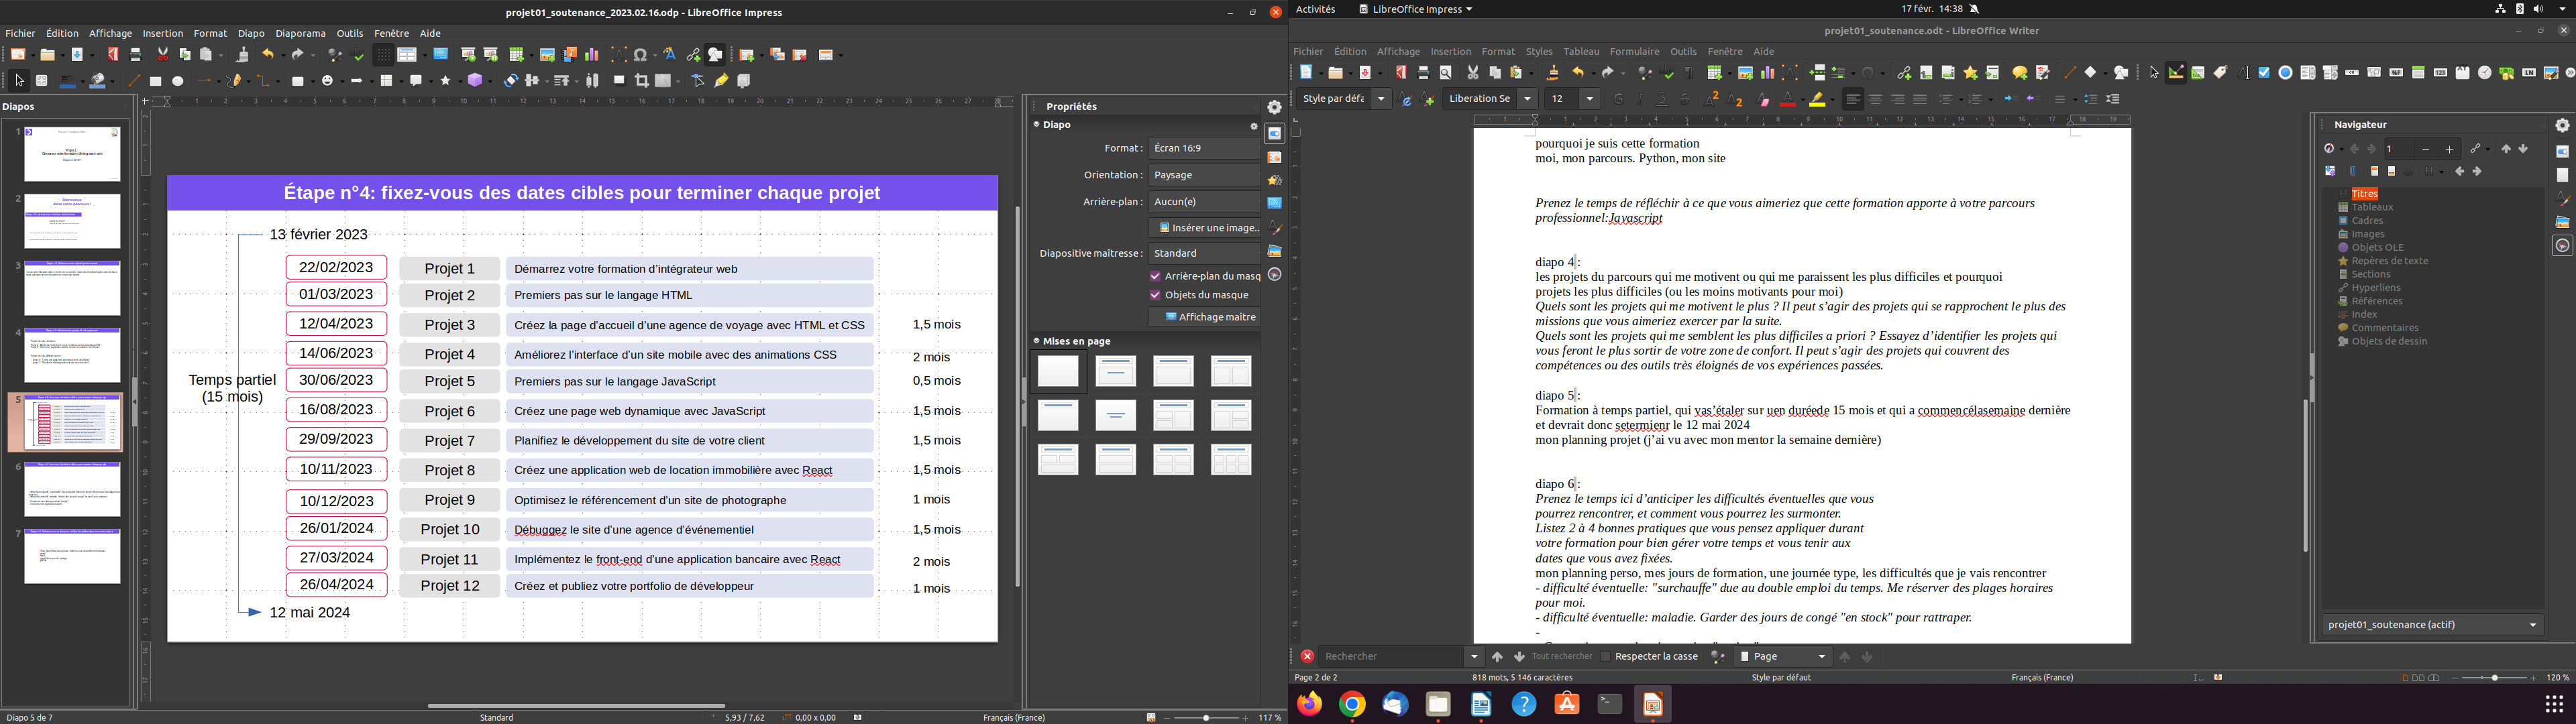 projet01_soutenance_2023.02.16.odp - LibreOffice Impress
Fichier Édition Affichage Insertion Format Diapo Diaporama Outils Fenêtre Aide
Diapos
1
2
3
4
5
6
7
Étape n°4: fixez-vous des dates cibles pour terminer chaque projet
13 février 2023
22/02/2023 Projet 1 Démarrez votre formation d'intégrateur web
01/03/2023 Projet 2 Premiers pas sur le langage HTML
12/04/2023 Projet 3 Créez la page d'accueil d'une agence de voyage avec HTML et CSS 1,5 mois
14/06/2023 Projet 4 Améliorez l'interface d'un site mobile avec des animations CSS 2 mois
Temps partiel
(15 mois)
30/06/2023 Projet 5 Premiers pas sur le langage JavaScript 0,5 mois
16/08/2023 Projet 6 Créez une page web dynamique avec JavaScript 1,5 mois
29/09/2023 Projet 7 Planifiez le développement du site de votre client 1,5 mois
10/11/2023 Projet 8 Créez une application web de location immobilière avec React 1,5 mois
10/12/2023 Projet 9 Optimisez le référencement d'un site de photographe 1 mois
26/01/2024 Projet 10 Débuggez le site d'une agence d'événementiel 1,5 mois
27/03/2024 Projet 11 Implémentez le front-end d'une application bancaire avec React 2 mois
26/04/2024 Projet 12 Créez et publiez votre portfolio de développeur 1 mois
12 mai 2024
Propriétés
Diapo
Format : Écran 16:9
Orientation : Paysage
Arrière-plan : Aucun(e)
Insérer une image..
Diapositive maîtresse : Standard
Arrière-plan du masq
Objets du masque
Affichage maître
Mises en page
Diapo 5 de 7 Standard 5,93 / 7,62 0,00 x 0,00 Français (France) 117 %
Activités LibreOffice Impress 17 févr. 14:38
projet01_soutenance.odt - LibreOffice Writer
Fichier Édition Affichage Insertion Format Styles Tableau Formulaire Outils Fenêtre Aide
Style par défa Liberation Se 12
pourquoi je suis cette formation
moi, mon parcours. Python, mon site
Prenez le temps de réfléchir à ce que vous aimeriez que cette formation apporte à votre parcours
professionnel:Javascript
diapo 4 :
les projets du parcours qui me motivent ou qui me paraissent les plus difficiles et pourquoi
projets les plus difficiles (ou les moins motivants pour moi)
Quels sont les projets qui me motivent le plus ? Il peut s'agir des projets qui se rapprochent le plus des
missions que vous aimeriez exercer par la suite.
Quels sont les projets qui me semblent les plus difficiles a priori ? Essayez d'identifier les projets qui
vous feront le plus sortir de votre zone de confort. Il peut s'agir des projets qui couvrent des
compétences ou des outils très éloignés de vos expériences passées.
diapo 5 :
Formation à temps partiel, qui vas'étaler sur uen duréede 15 mois et qui a commencélasemaine dernière
et devrait donc setermienr le 12 mai 2024
mon planning projet (j'ai vu avec mon mentor la semaine dernière)
diapo 6 :
Prenez le temps ici d'anticiper les difficultés éventuelles que vous
pourrez rencontrer, et comment vous pourrez les surmonter.
Listez 2 à 4 bonnes pratiques que vous pensez appliquer durant
votre formation pour bien gérer votre temps et vous tenir aux
dates que vous avez fixées.
mon planning perso, mes jours de formation, une journée type, les difficultés que je vais rencontrer
- difficulté éventuelle: "surchauffe" due au double emploi du temps. Me réserver des plages horaires
pour moi.
- difficulté éventuelle: maladie. Garder des jours de congé "en stock" pour rattraper.
-
Navigateur
1
Titres
Tableaux
Cadres
Images
Objets OLE
Repères de texte
Sections
Hyperliens
Références
Index
Commentaires
Objets de dessin
projet01_soutenance (actif)
Rechercher Tout rechercher Respecter la casse Page
Page 2 de 2 818 mots, 5 146 caractères Style par défaut Français (France) 120 %